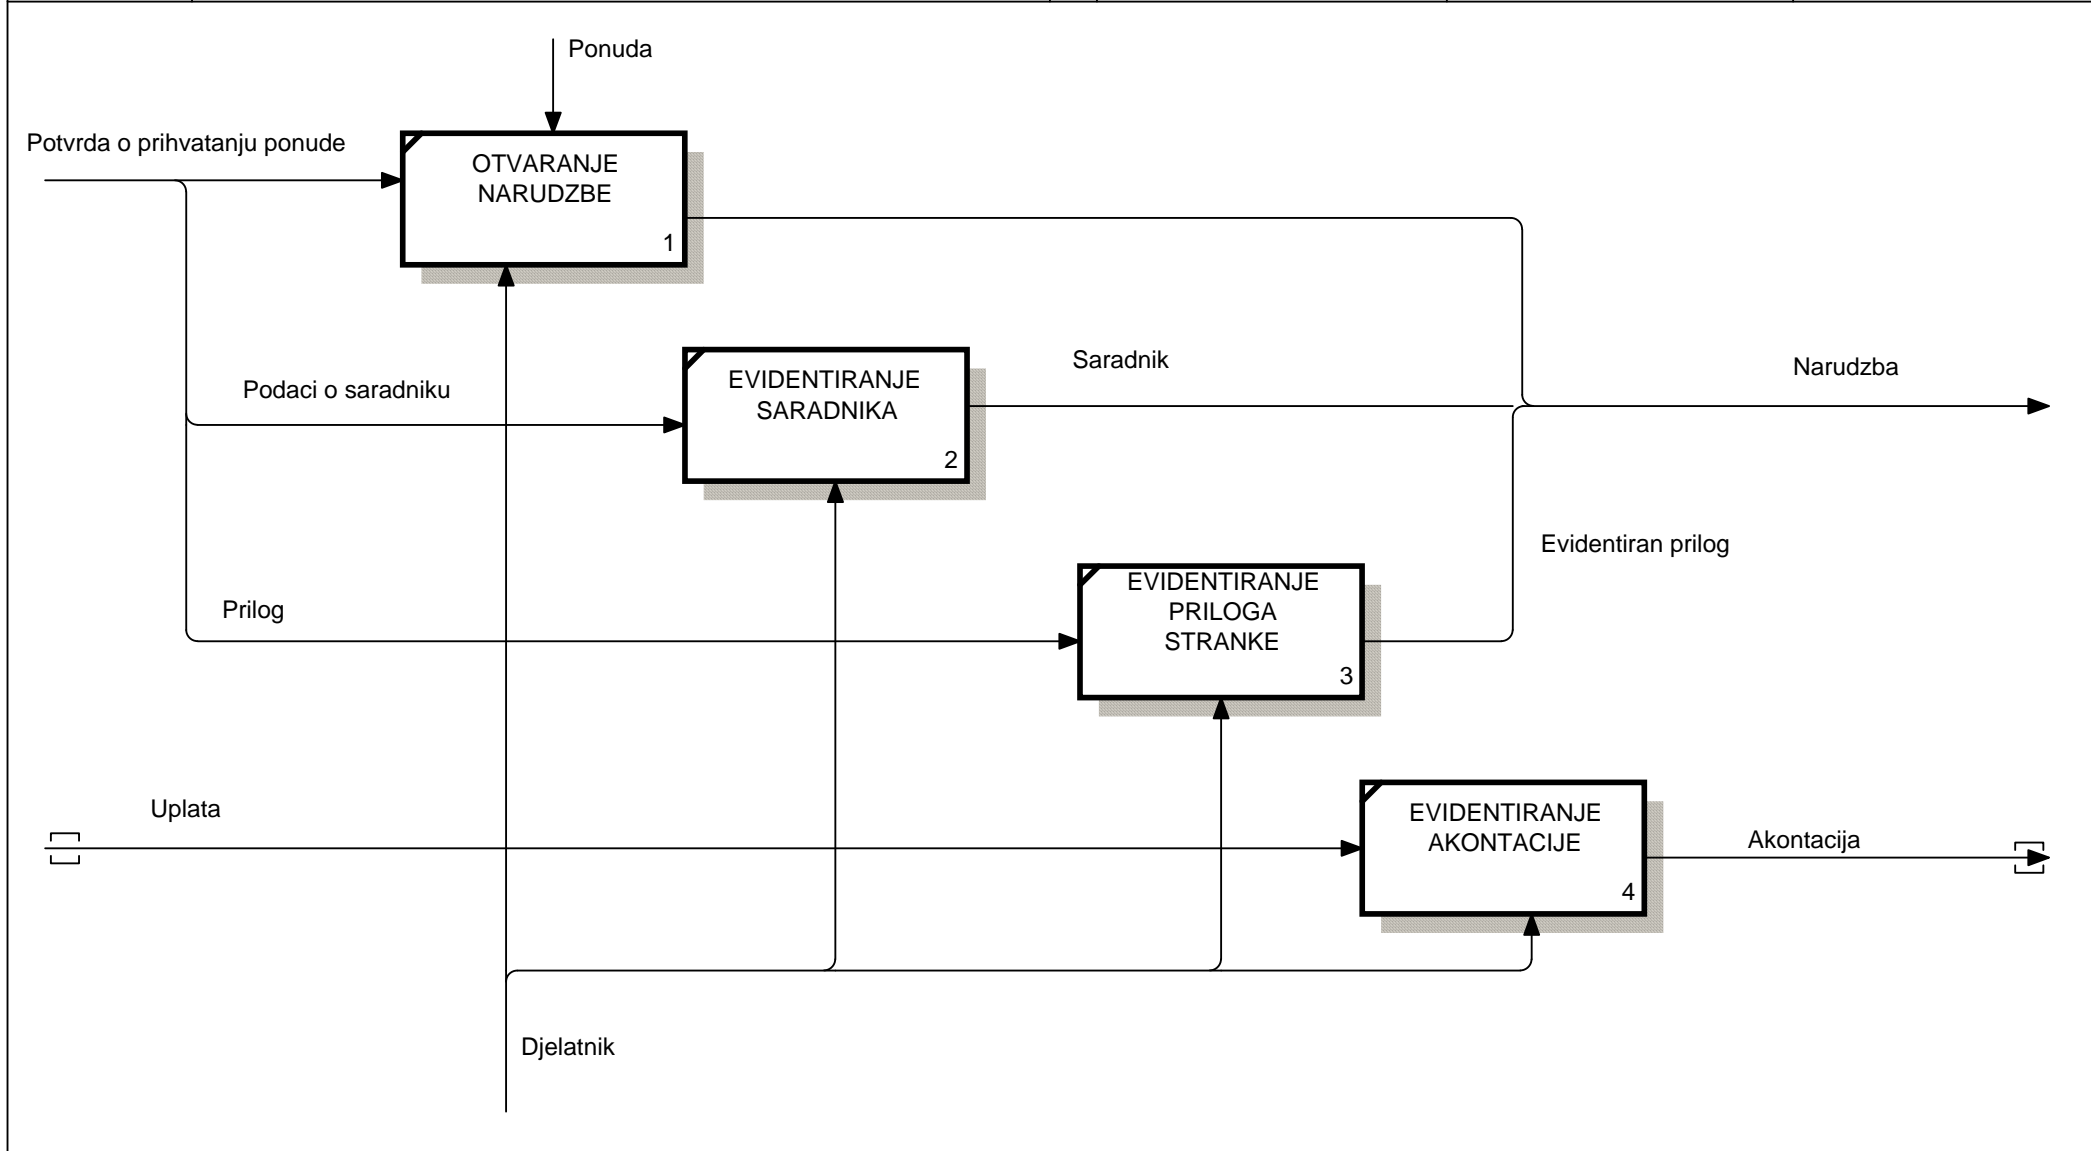 Ponuda
Potvrda o prihvatanju ponude
OTVARANJE
NARUDZBE
1
Saradnik
Narudzba
EVIDENTIRANJE
SARADNIKA
2
Podaci o saradniku
Evidentiran prilog
EVIDENTIRANJE
PRILOGA
STRANKE
3
Prilog
Uplata
EVIDENTIRANJE
AKONTACIJE
4
Akontacija
Djelatnik